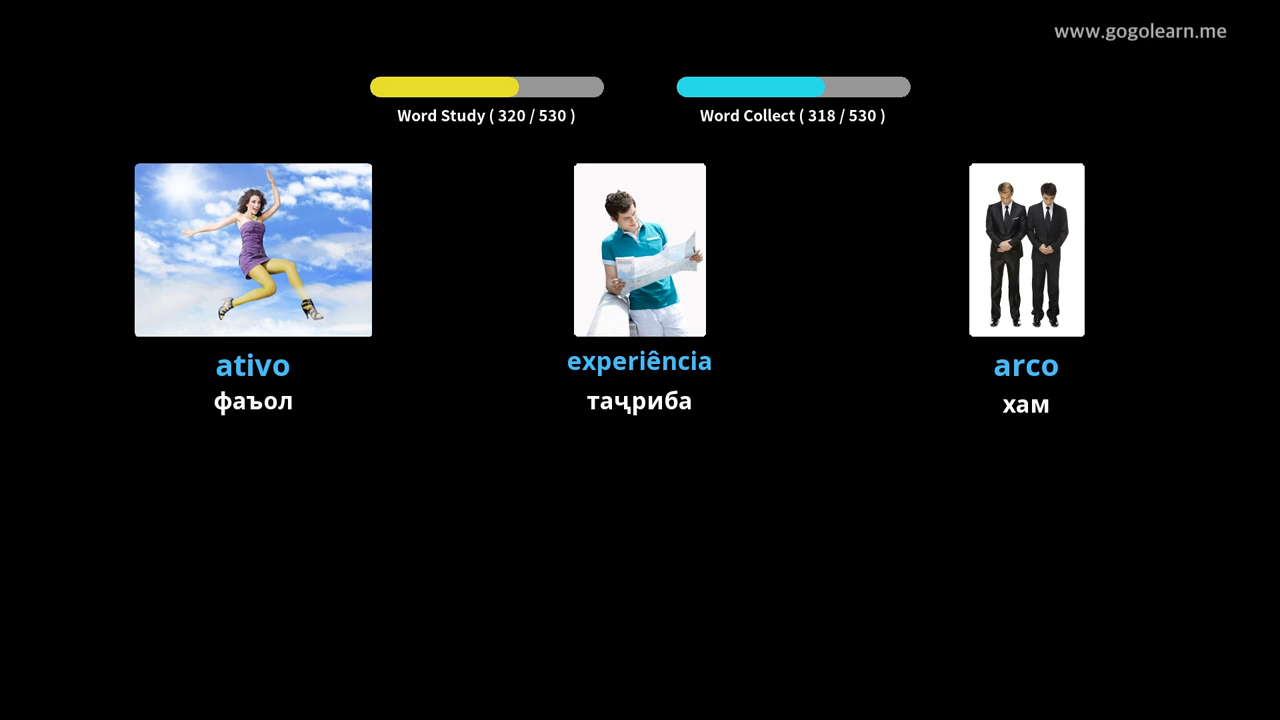 www.gogolearn.me
Word Study ( 320 / 530 )
Word Collect ( 318 / 530 )
ativo
experiência
arco
фаъол
таҷриба
хам